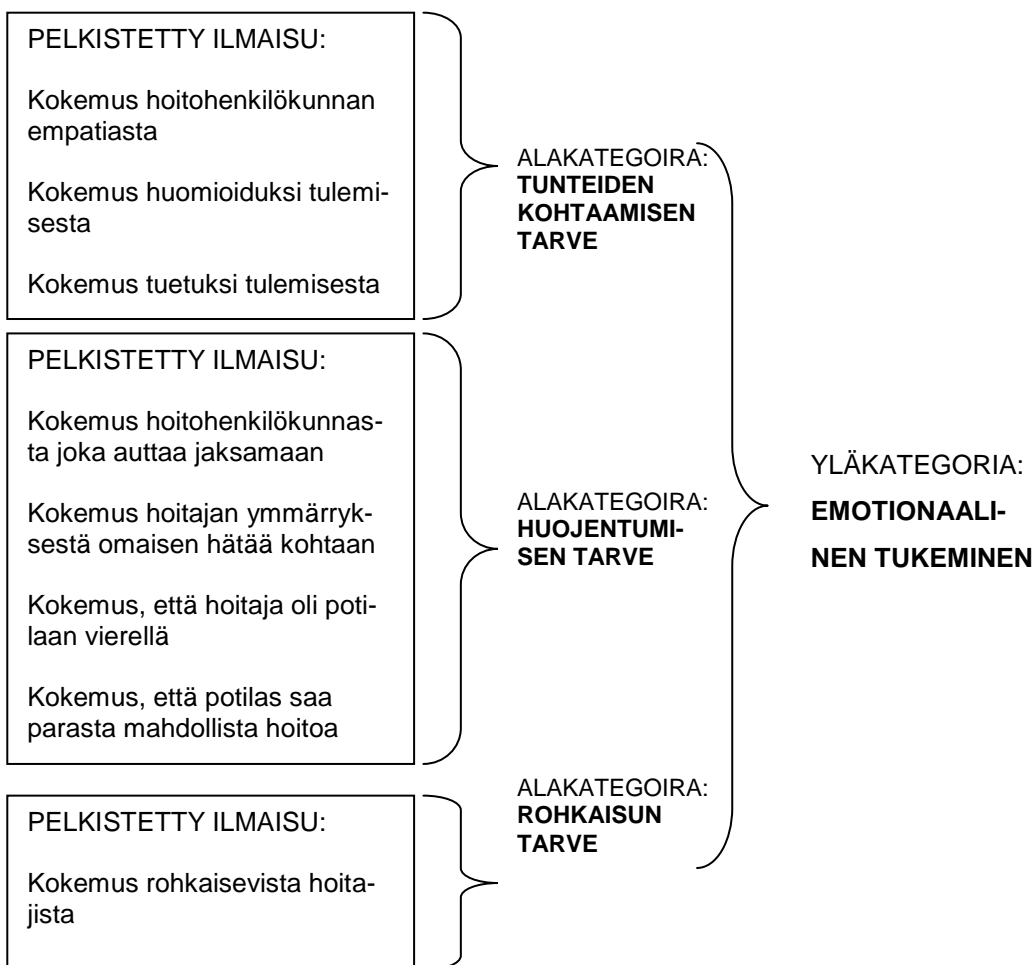 PELKISTETTY ILMAISU:
Kokemus hoitohenkilökunnan
empatiasta
Kokemus huomioiduksi tulemi-
sesta
Kokemus tuetuksi tulemisesta
ALAKATEGOIRA:
TUNTEIDEN
KOHTAAMISEN
TARVE
PELKISTETTY ILMAISU:
Kokemus hoitohenkilökunnas-
ta joka auttaa jaksamaan
Kokemus hoitajan ymmärryk-
sestä omaisen hätää kohtaan
Kokemus, että hoitaja oli poti-
laan vierellä
Kokemus, että potilas saa
parasta mahdollista hoitoa
ALAKATEGOIRA:
HUOJENTUMI-
SEN TARVE
PELKISTETTY ILMAISU:
Kokemus rohkaisevista hoita-
jista
ALAKATEGOIRA:
ROHKAISUN
TARVE
YLÄKATEGORIA:
EMOTIONAALI-
NEN TUKEMINEN